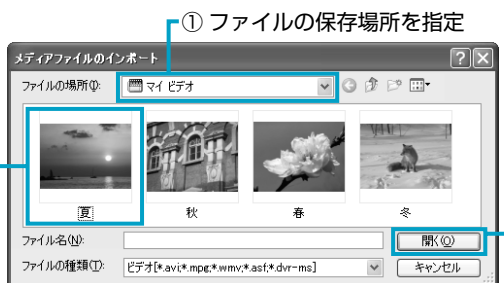 ① ファイルの保存場所を指定
メディアファイルのインポート
ファイルの場所(I): マイ ビデオ
夏 秋 春 冬
ファイル名(N): 開く(O)
ファイルの種類(T): ビデオ[*.avi;*.mpg;*.wmv;*.asf;*.dvr-ms] キャンセル